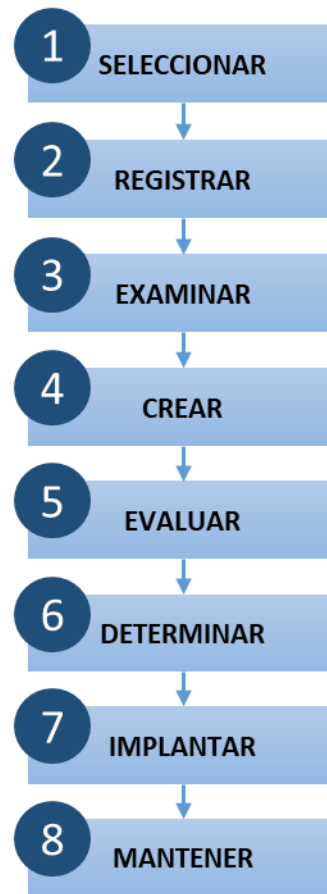 1
SELECCIONAR
2
REGISTRAR
3
EXAMINAR
4
CREAR
5
EVALUAR
6
DETERMINAR
7
IMPLANTAR
8
MANTENER